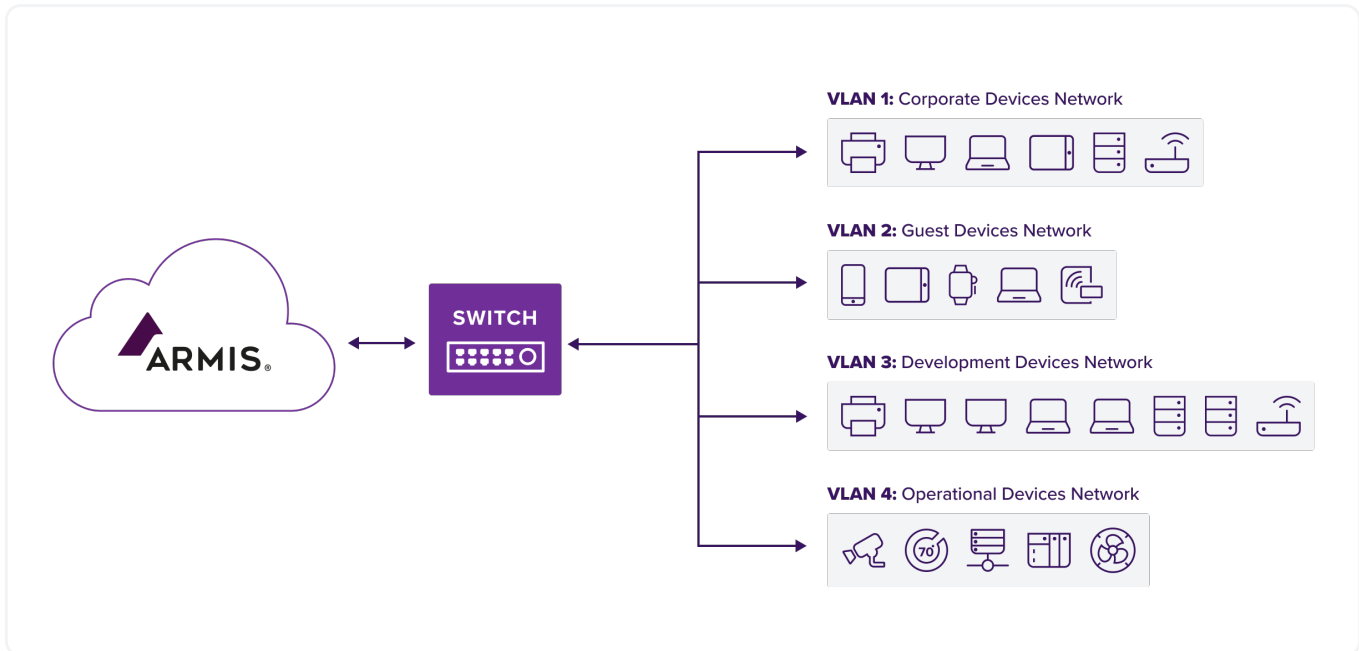 VLAN 1: Corporate Devices Network
VLAN 2: Guest Devices Network
ARMIS®
SWITCH
VLAN 3: Development Devices Network
VLAN 4: Operational Devices Network
70°